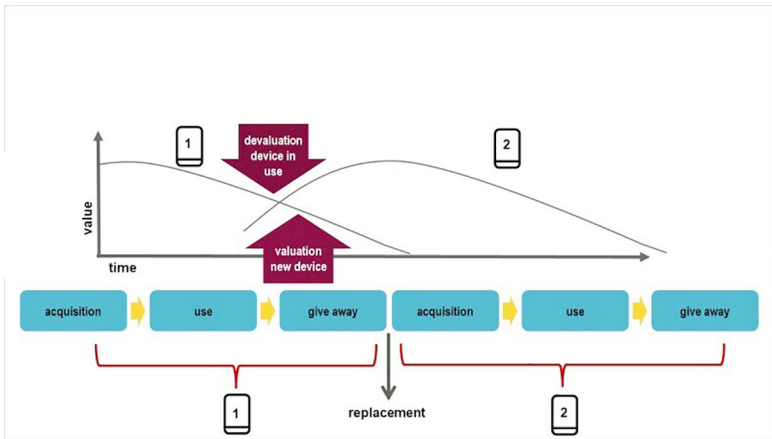 1
devaluation
device in
use
2
value
valuation
new device
time
acquisition
use
give away
acquisition
use
give away
1
replacement
2